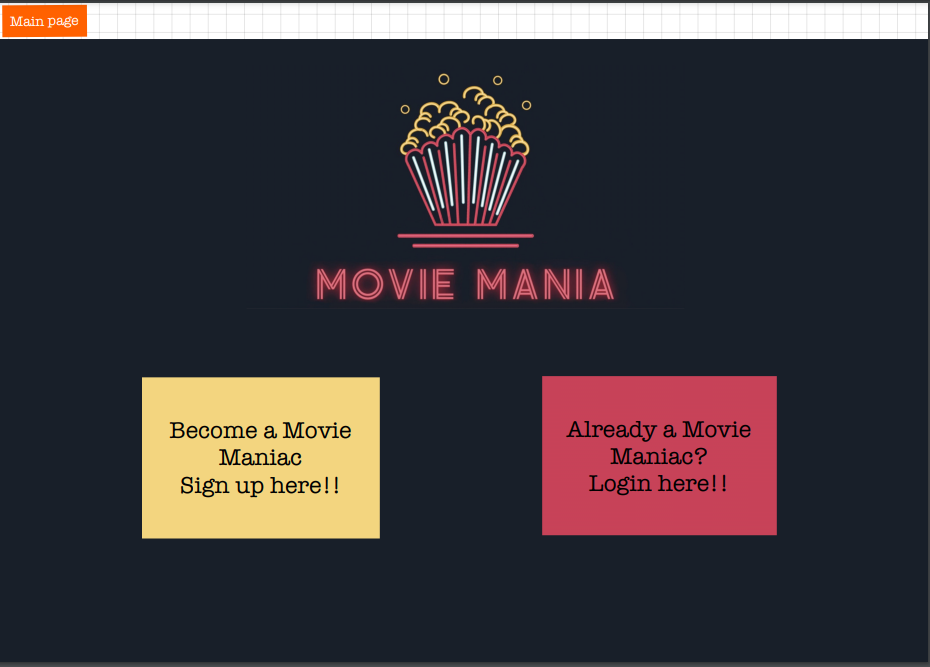 Main page
MOVIE MANIA
Become a Movie
Maniac
Sign up here!!
Already a Movie
Maniac?
Login here!!